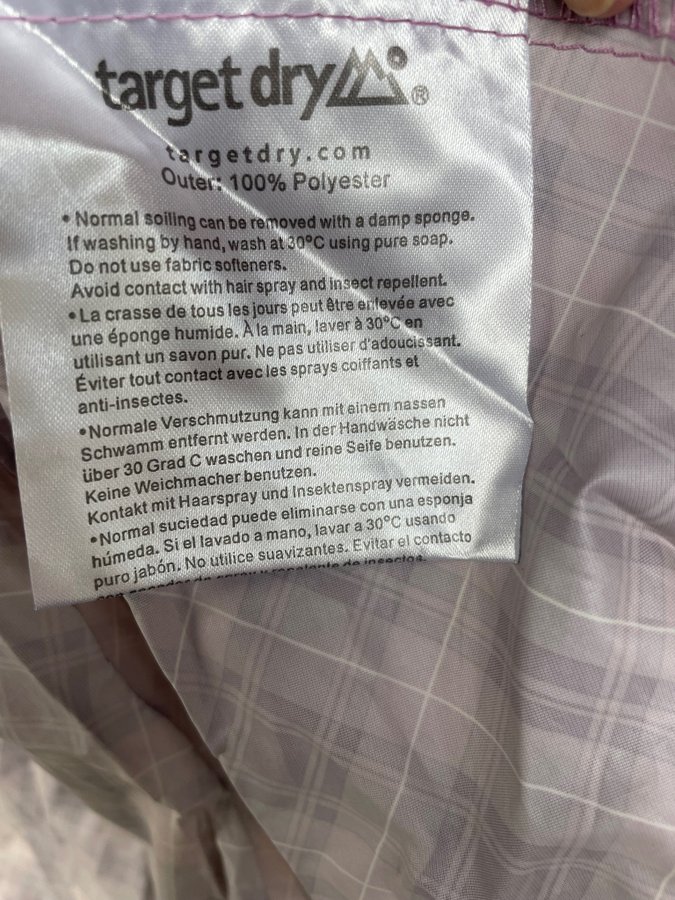 target dry®
targetdry.com
Outer: 100% Polyester
• Normal soiling can be removed with a damp sponge.
If washing by hand, wash at 30°C using pure soap.
Do not use fabric softeners.
Avoid contact with hair spray and insect repellent.
• La crasse de tous les jours peut être enlevée avec
une éponge humide. À la main, laver à 30°C en
utilisant un savon pur. Ne pas utiliser d'adoucissant.
Éviter tout contact avec les sprays coiffants et
anti-insectes.
•Normale Verschmutzung kann mit einem nassen
Schwamm entfernt werden. In der Handwäsche nicht
über 30 Grad C waschen und reine Seife benutzen.
Keine Weichmacher benutzen.
Kontakt mit Haarspray und Insektenspray vermeiden.
•Normal suciedad puede eliminarse con una esponja
húmeda. Si el lavado a mano, lavar a 30°C usando
puro jabón. No utilice suavizantes. Evitar el contacto
de insectos.